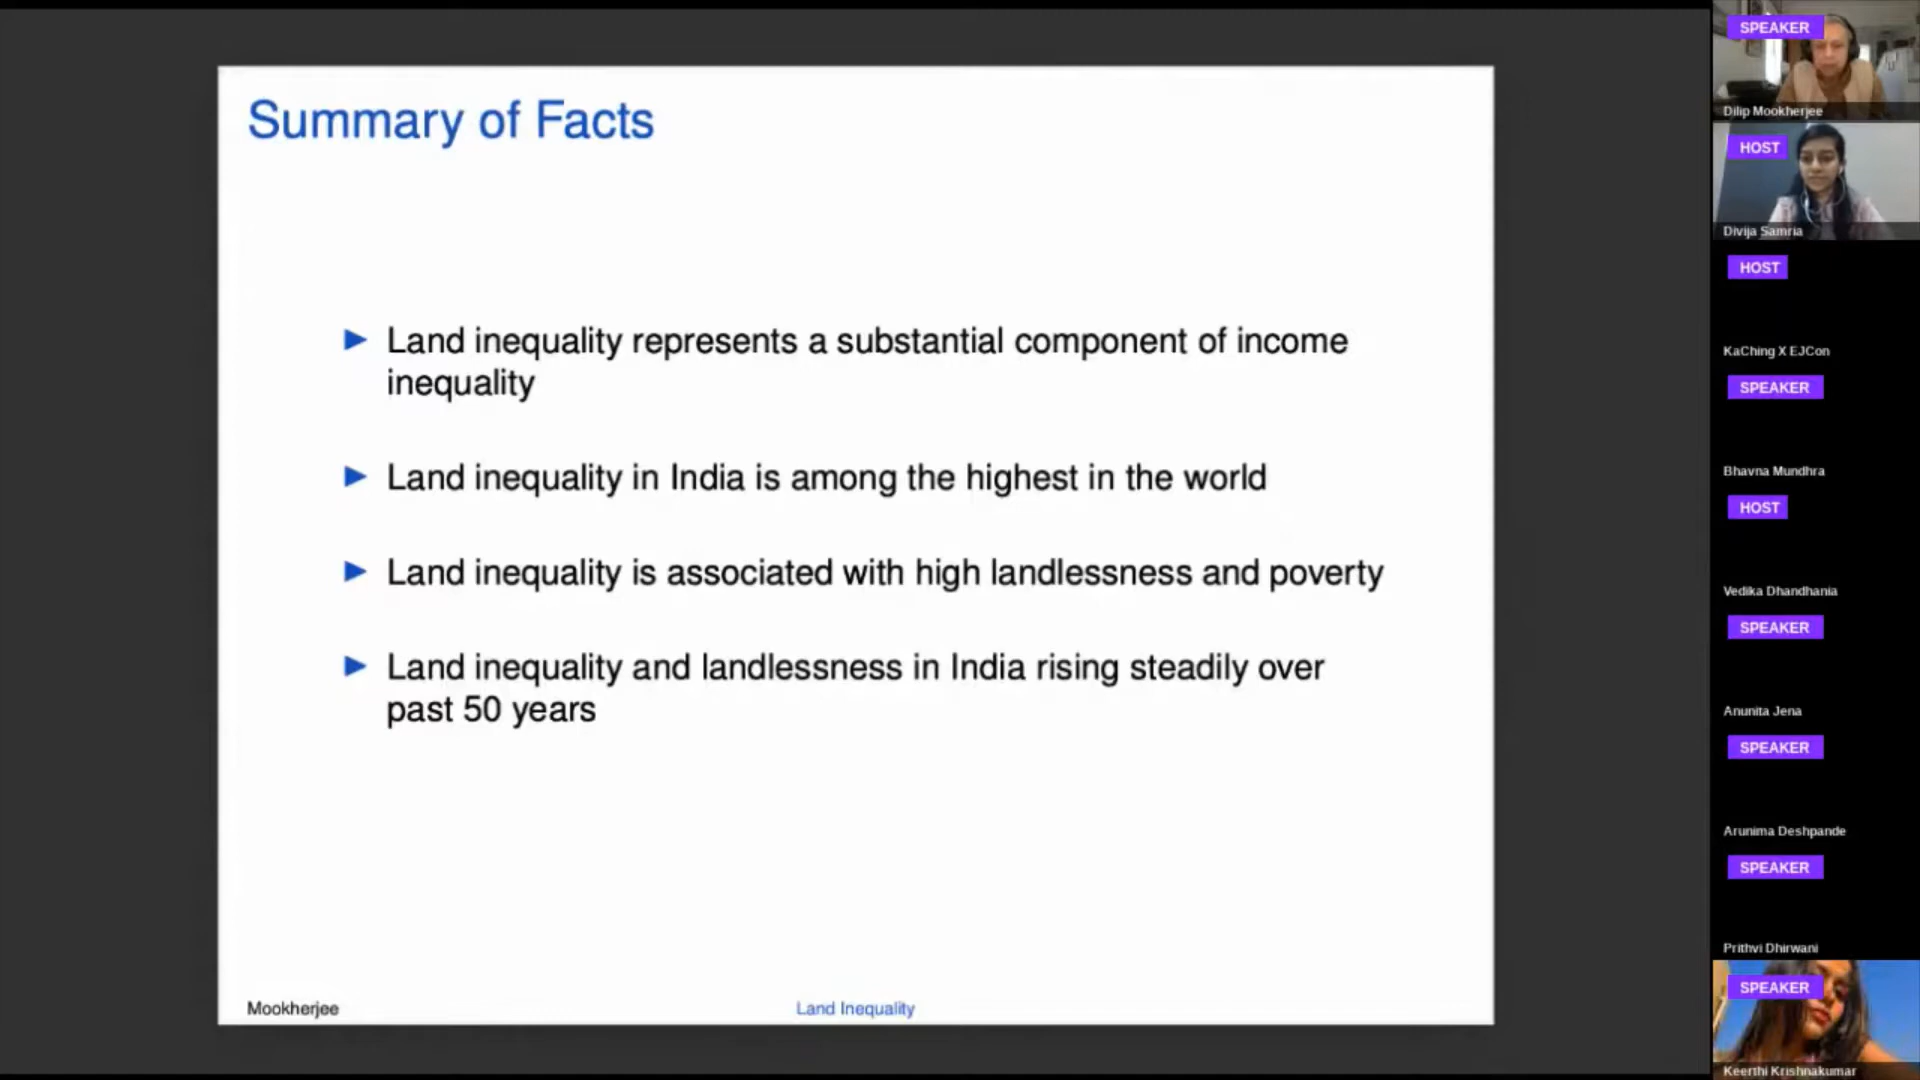 Summary of Facts
Land inequality represents a substantial component of income
inequality
Land inequality in India is among the highest in the world
Land inequality is associated with high landlessness and poverty
Land inequality and landlessness in India rising steadily over
past 50 years
Mookherjee
Land Inequality
SPEAKER
Dilip Mookherjee
HOST
Divija Samria
HOST
KaChing X EJCon
SPEAKER
Bhavna Mundhra
HOST
Vedika Dhandhania
SPEAKER
Anunita Jena
SPEAKER
Arunima Deshpande
SPEAKER
Prithvi Dhirwani
SPEAKER
Keerthi Krishnakumar